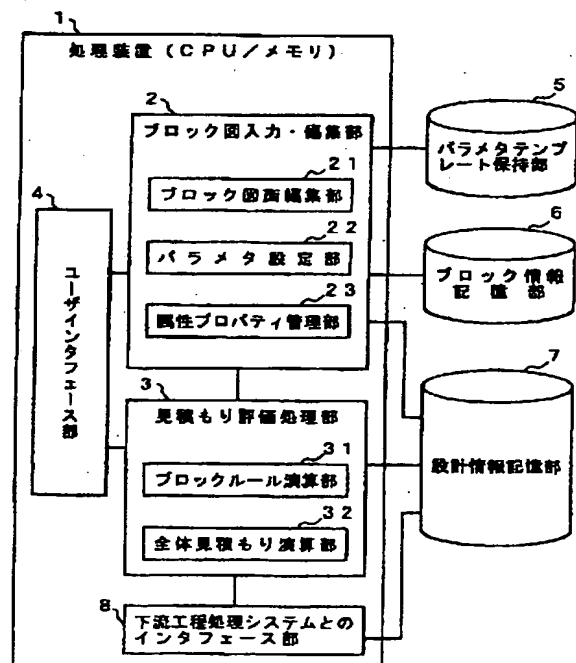 1
処理装置(CPU/メモリ)
2
ブロック図入力・編集部
21
ブロック図面編集部
22
パラメタ設定部
23
属性プロパティ管理部
3
見積もり評価処理部
31
ブロックルール演算部
32
全体見積もり演算部
4
ユーザインタフェース部
5
パラメタテンプ
レート保持部
6
ブロック情報
記憶部
7
設計情報記憶部
8
下流工程処理システムとの
インタフェース部